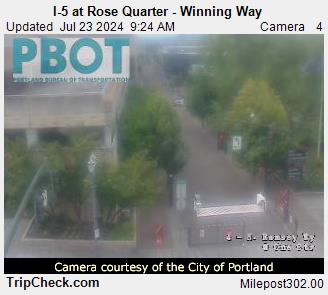 I-5 at Rose Quarter - Winning Way
Updated Jul 23 2024 9:24 AM Camera 4
PBOT
PORTLAND BUREAU OF TRANSPORTATION
Camera courtesy of the City of Portland
TripCheck.com Milepost302.00